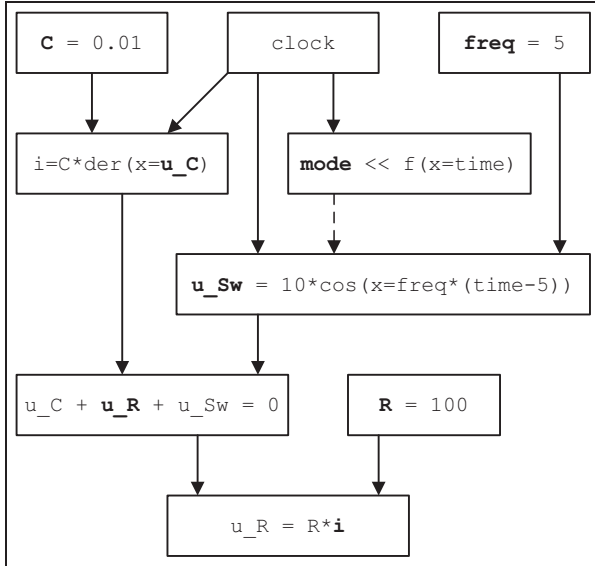 C = 0.01
clock
freq = 5
i=C*der(x=u_C)
mode << f(x=time)
u_Sw = 10*cos(x=freq*(time-5))
u_C + u_R + u_Sw = 0
R = 100
u_R = R*i